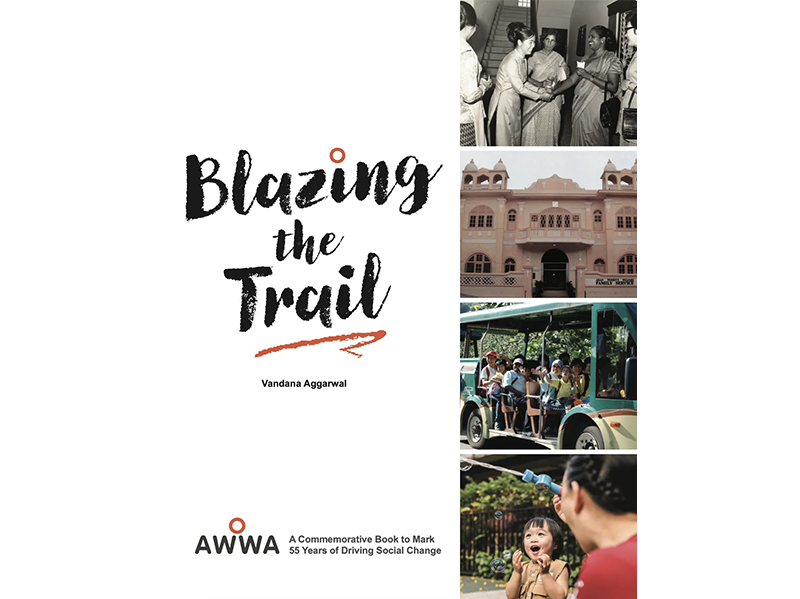 Blazing
the
Trail
Vandana Aggarwal
AWWA
A Commemorative Book to Mark
55 Years of Driving Social Change
FAMILY SERVICE